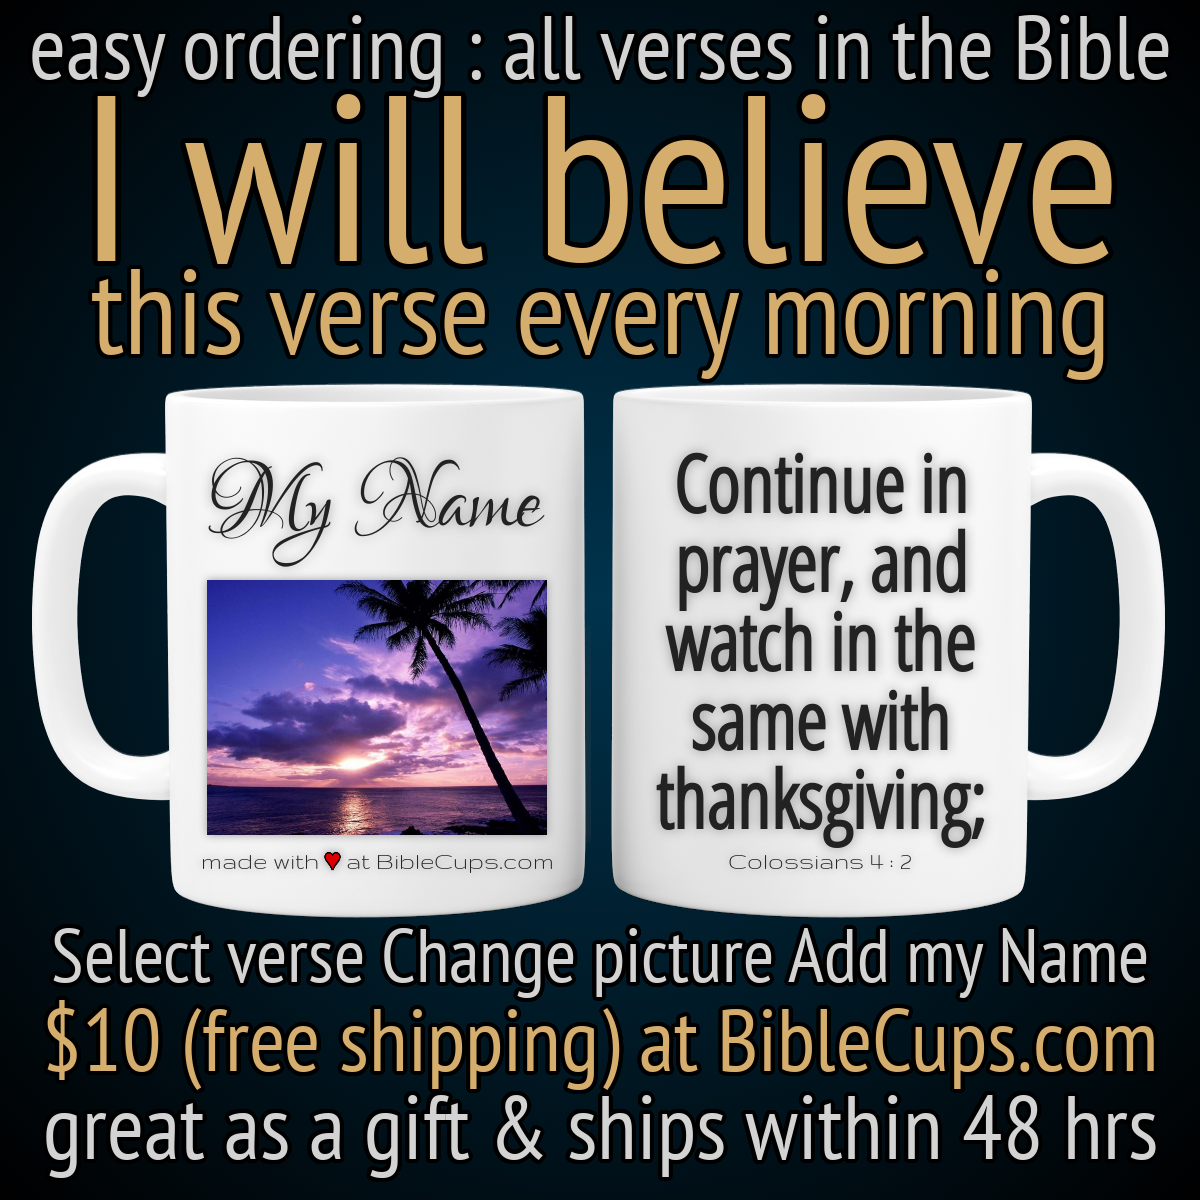 easy ordering : all verses in the Bible
I will believe
this verse every morning
My Name
made with ♥ at BibleCups.com
Continue in
prayer, and
watch in the
same with
thanksgiving;
Colossians 4 : 2
Select verse Change picture Add my Name
$10 (free shipping) at BibleCups.com
great as a gift & ships within 48 hrs